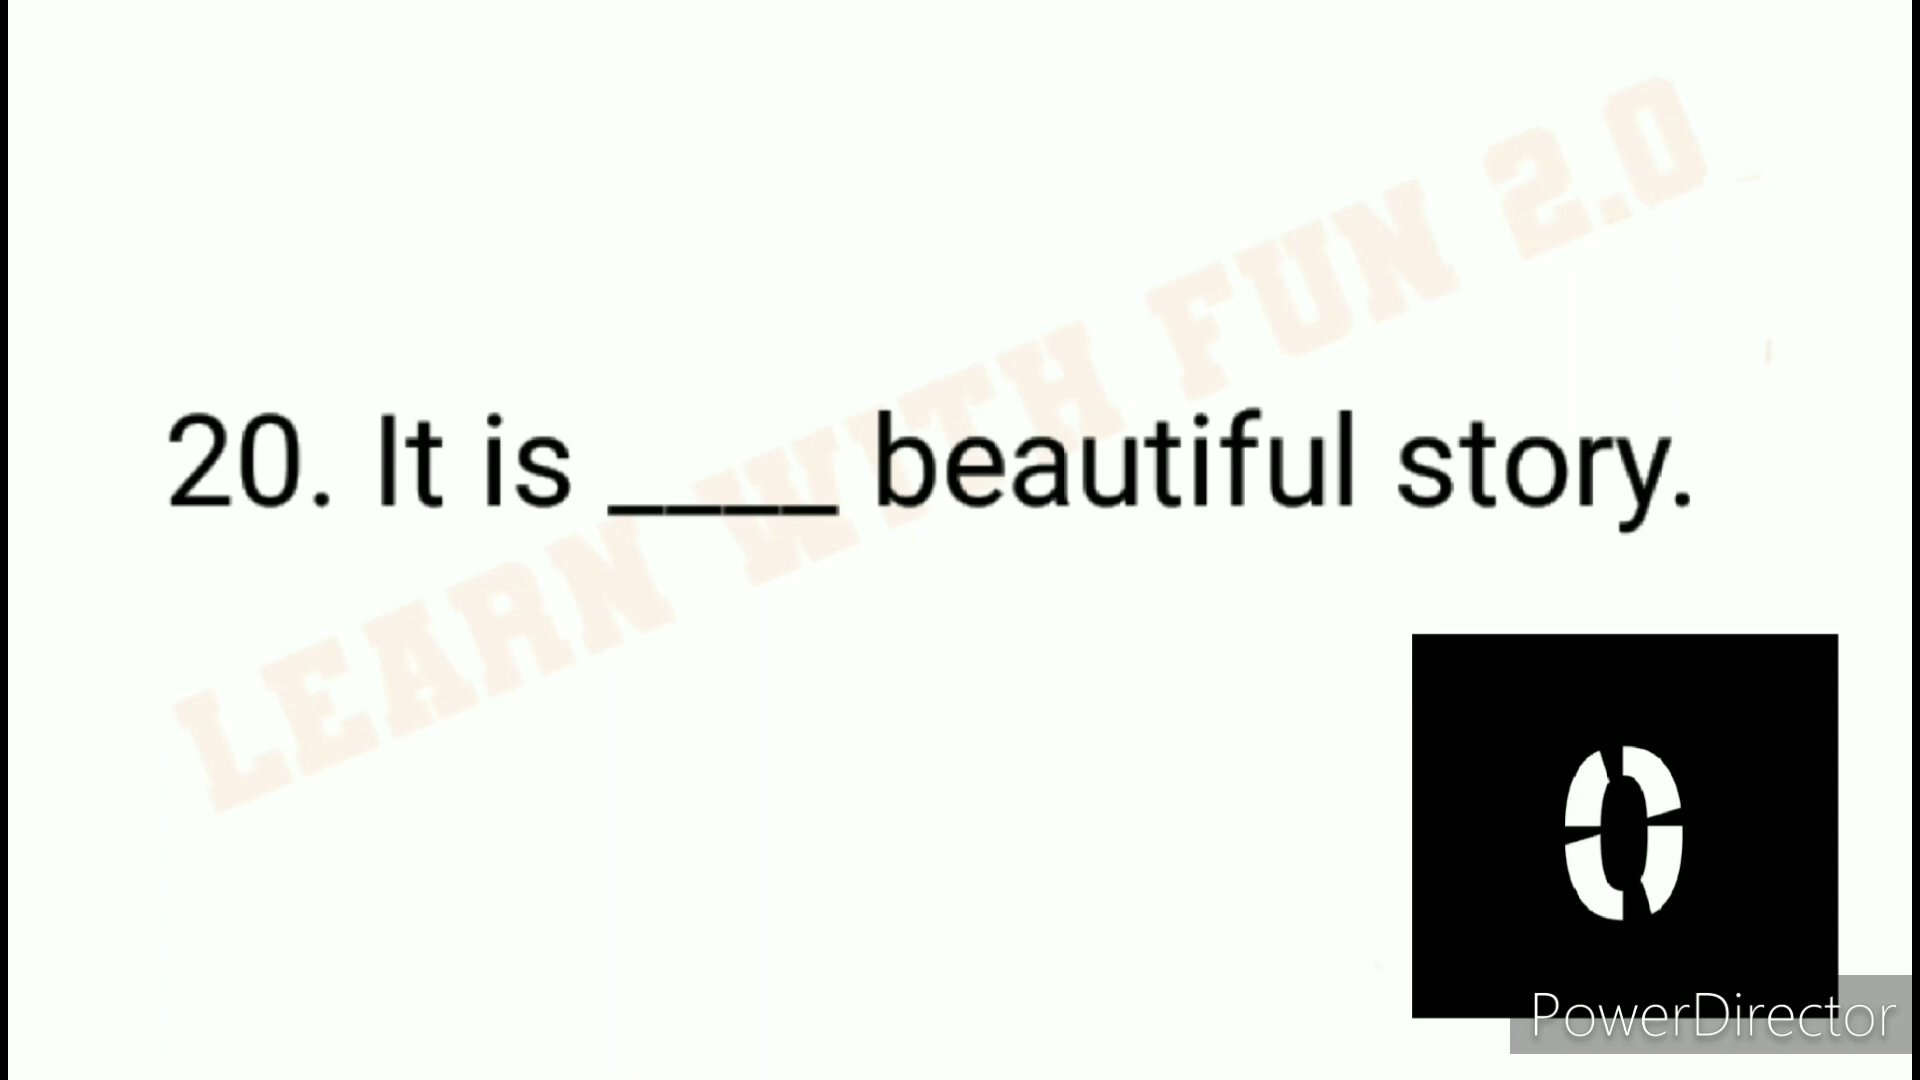 LEARN WITH FUN 2.0
20. It is ____ beautiful story.
0
PowerDirector